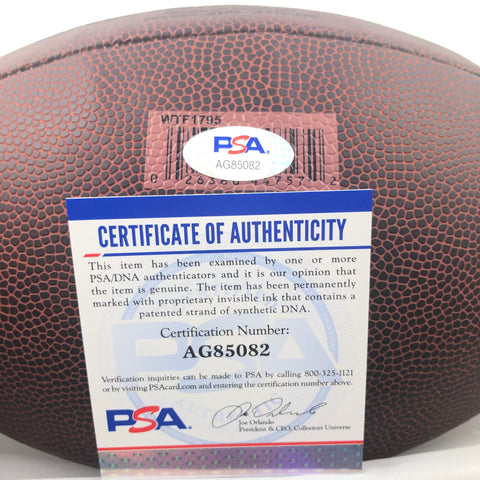 WTF1795
PSA
AG85082
CERTIFICATE OF AUTHENTICITY
This item has been examined by one or more
PSA/DNA authenticators and it is our opinion that
the item is genuine. The item has been permanently
marked with proprietary invisible ink that contains a
patented strand of synthetic DNA.
Certification Number:
AG85082
Verification inquiries can be made to PSA by calling 800-325-1121
or by visiting PSAcard.com and entering the certification number above.
PSA
Joe Orlando
President & CEO, Collectors Universe